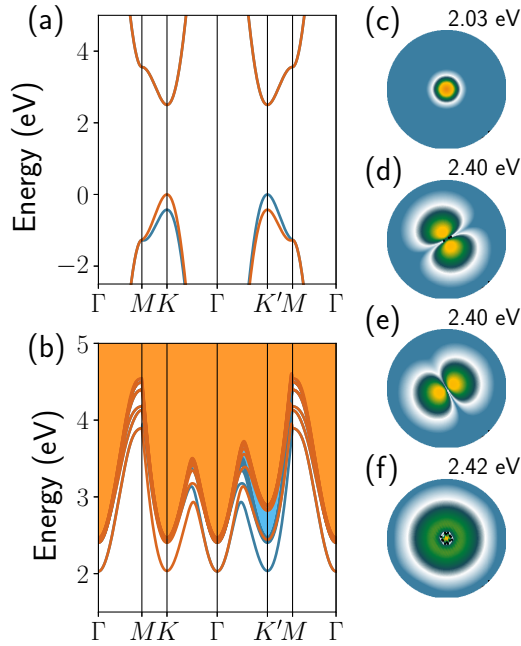 (a)
Energy (eV)
4
2
0
−2
Γ M K Γ K′ M Γ
(b)
Energy (eV)
5
4
3
2
Γ M K Γ K′ M Γ
(c)
2.03 eV
(d)
2.40 eV
(e)
2.40 eV
(f)
2.42 eV